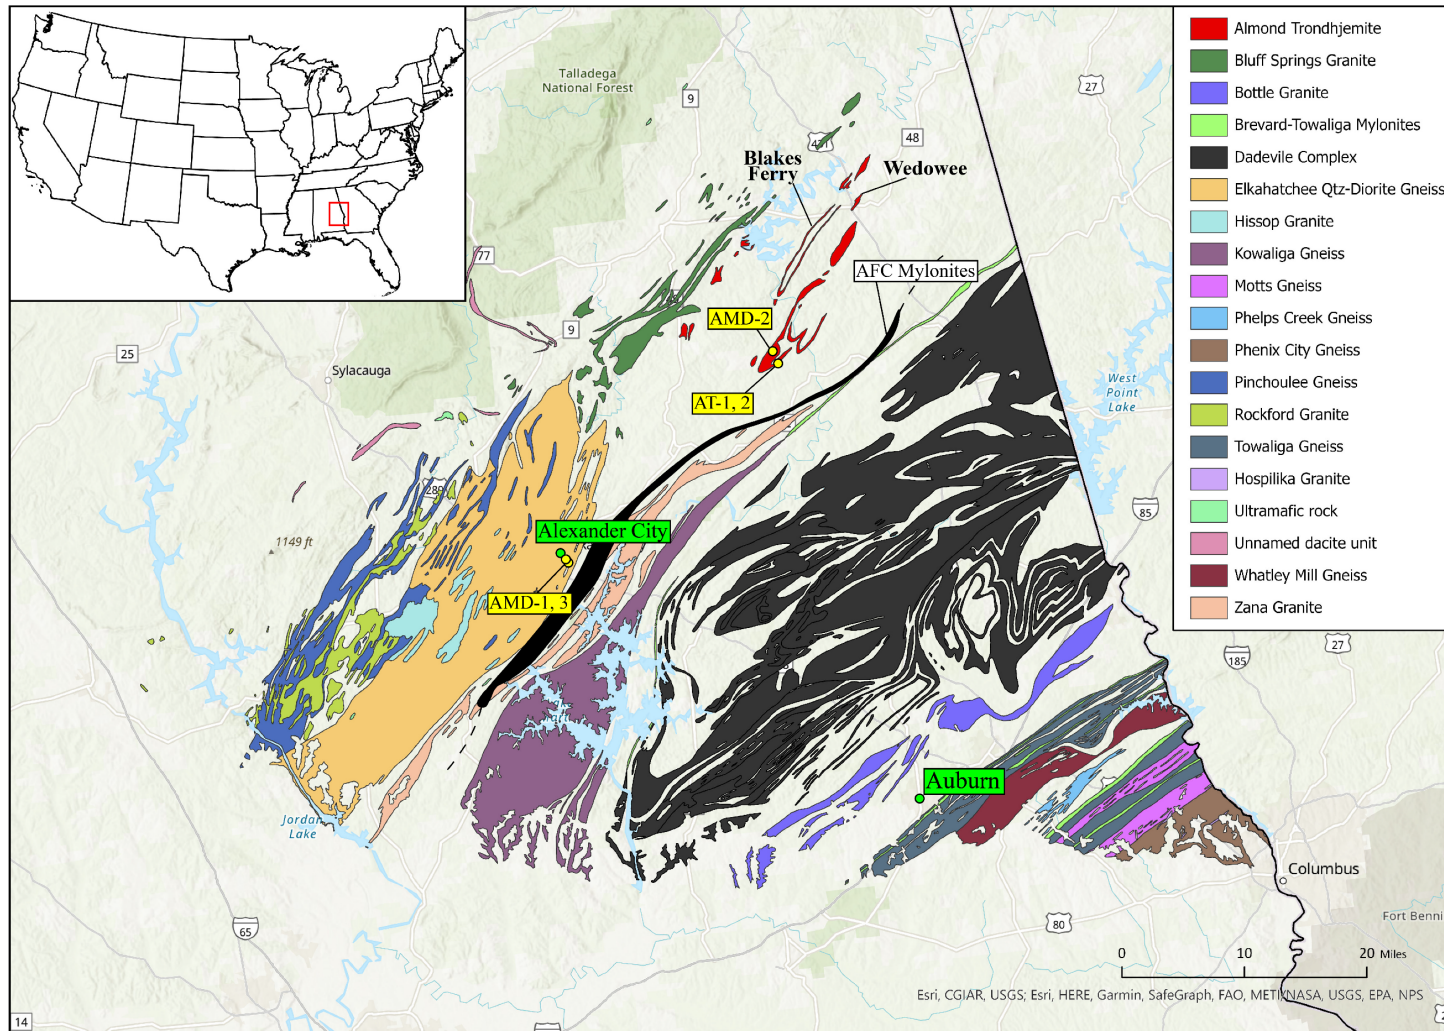 Talladega
National Forest
9
27
48
431
Blakes
Ferry
Wedowee
77
AFC Mylonites
AMD-2
9
25
Sylacauga
AT-1, 2
West
Point
Lake
280
85
Alexander City
1149 ft
AMD-1, 3
27
185
Auburn
Jordan
Lake
Columbus
65
80
Fort Benni
0
10
20 Miles
Esri, CGIAR, USGS; Esri, HERE, Garmin, SafeGraph, FAO, METI/NASA, USGS, EPA, NPS
14
Almond Trondhjemite
Bluff Springs Granite
Bottle Granite
Brevard-Towaliga Mylonites
Dadevile Complex
Elkahatchee Qtz-Diorite Gneiss
Hissop Granite
Kowaliga Gneiss
Motts Gneiss
Phelps Creek Gneiss
Phenix City Gneiss
Pinchoulee Gneiss
Rockford Granite
Towaliga Gneiss
Hospilika Granite
Ultramafic rock
Unnamed dacite unit
Whatley Mill Gneiss
Zana Granite